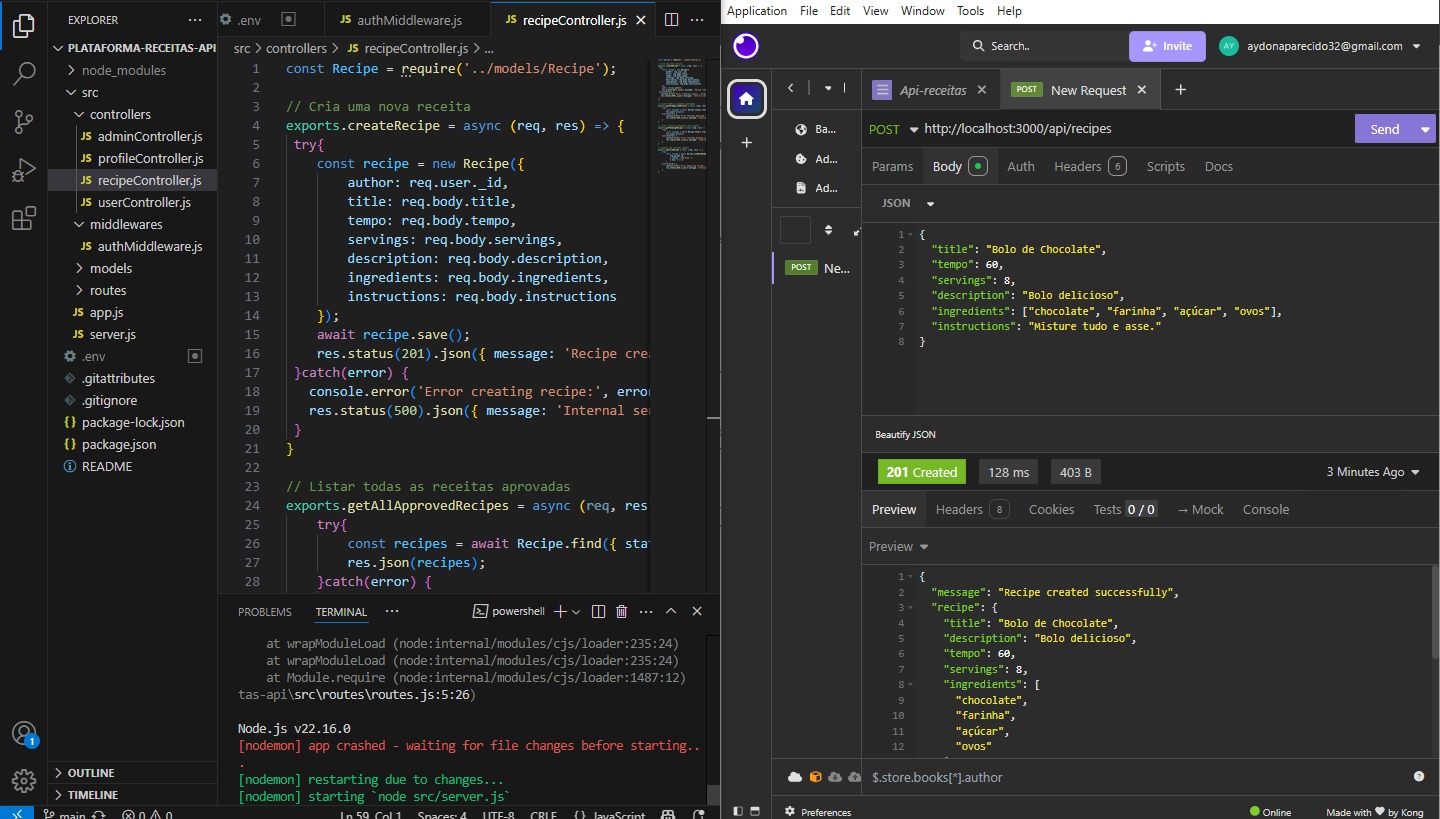 EXPLORER
PLATAFORMA-RECEITAS-API
node_modules
src
controllers
JS adminController.js
JS profileController.js
JS recipeController.js
JS userController.js
middlewares
JS authMiddleware.js
models
routes
JS app.js
JS server.js
.env
.gitattributes
.gitignore
{} package-lock.json
{} package.json
README
OUTLINE
TIMELINE
1
.env
JS authMiddleware.js
JS recipeController.js
src > controllers > JS recipeController.js > ...
1 const Recipe = require('../models/Recipe');
2
3 // Cria uma nova receita
4 exports.createRecipe = async (req, res) => {
5 try{
6 const recipe = new Recipe({
7 author: req.user._id,
8 title: req.body.title,
9 tempo: req.body.tempo,
10 servings: req.body.servings,
11 description: req.body.description,
12 ingredients: req.body.ingredients,
13 instructions: req.body.instructions
14 });
15 await recipe.save();
16 res.status(201).json({ message: 'Recipe cre
17 }catch(error) {
18 console.error('Error creating recipe:', erro
19 res.status(500).json({ message: 'Internal se
20 }
21 }
22
23 // Listar todas as receitas aprovadas
24 exports.getAllApprovedRecipes = async (req, res
25 try{
26 const recipes = await Recipe.find({ stat
27 res.json(recipes);
28 }catch(error) {
PROBLEMS TERMINAL ... powershell
at wrapModuleLoad (node:internal/modules/cjs/loader:235:24)
at wrapModuleLoad (node:internal/modules/cjs/loader:235:24)
at Module.require (node:internal/modules/cjs/loader:1487:12)
tas-api\src\routes\routes.js:5:26)
Node.js v22.16.0
[nodemon] app crashed - waiting for file changes before starting..
.
[nodemon] restarting due to changes...
[nodemon] starting `node src/server.js`
main 0 0 Ln 59, Col 1 Spaces: 4 UTF-8 CRLF {} JavaScript
Application File Edit View Window Tools Help
Search.. Invite AY aydonaparecido32@gmail.com
Api-receitas
POST New Request
Ba...
Ad...
Ad...
POST Ne...
POST http://localhost:3000/api/recipes Send
Params Body Auth Headers 6 Scripts Docs
JSON
1 {
2 "title": "Bolo de Chocolate",
3 "tempo": 60,
4 "servings": 8,
5 "description": "Bolo delicioso",
6 "ingredients": ["chocolate", "farinha", "açúcar", "ovos"],
7 "instructions": "Misture tudo e asse."
8 }
Beautify JSON
201 Created 128 ms 403 B 3 Minutes Ago
Preview Headers 8 Cookies Tests 0 / 0 → Mock Console
Preview
1 {
2 "message": "Recipe created successfully",
3 "recipe": {
4 "title": "Bolo de Chocolate",
5 "description": "Bolo delicioso",
6 "tempo": 60,
7 "servings": 8,
8 "ingredients": [
9 "chocolate",
10 "farinha",
11 "açúcar",
12 "ovos"
$.store.books[*].author
Preferences Online Made with ♥ by Kong